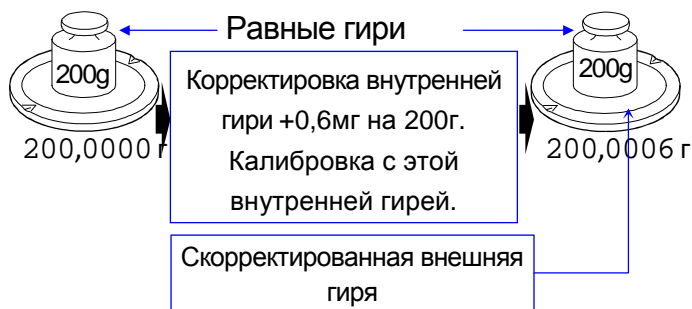 Равные гири
200g
200g
Корректировка внутренней
гири +0,6мг на 200г.
Калибровка с этой
внутренней гирей.
200,0000 г
200,0006 г
Скорректированная внешняя
гиря